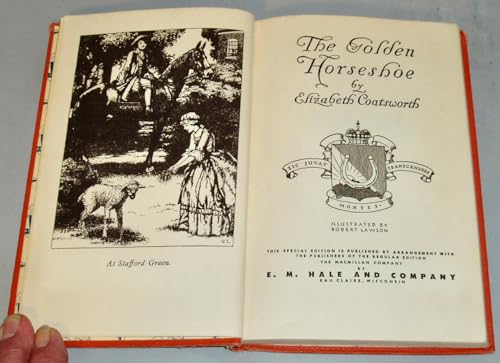 At Stafford Green.
The Golden
Horseshoe
by
Elizabeth Coatsworth
SIC JUVAT TRANSCENDERE
MONTES.
ILLUSTRATED BY
ROBERT LAWSON
THIS SPECIAL EDITION IS PUBLISHED BY ARRANGEMENT WITH
THE PUBLISHERS OF THE REGULAR EDITION
THE MACMILLAN COMPANY
BY
E. M. HALE AND COMPANY
EAU CLAIRE, WISCONSIN